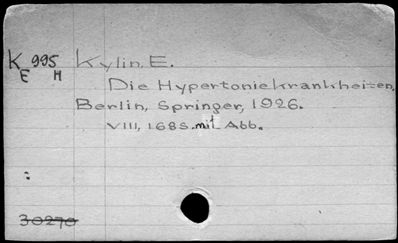 K 995 Kylin, E.
E H
Die Hypertoniekrankheiten.
Berlin, Springer, 1926.
VIII, 168 S. mit Abb.
:
30270